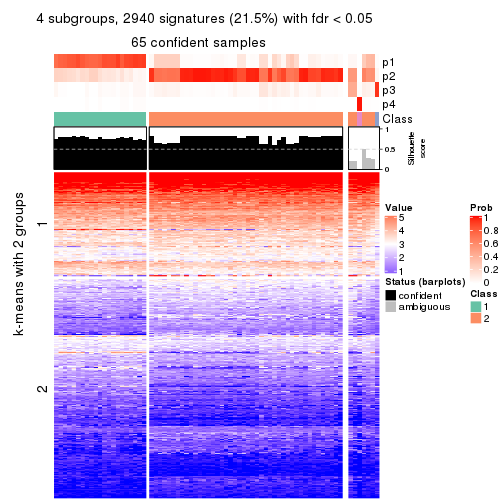 4 subgroups, 2940 signatures (21.5%) with fdr < 0.05
65 confident samples
p1
p2
p3
p4
Class
1
0.5
0
Silhouette
score
k-means with 2 groups
1
2
Value
5
4
3
2
1
Prob
1
0.8
0.6
0.4
0.2
0
Status (barplots)
confident
ambiguous
Class
1
2